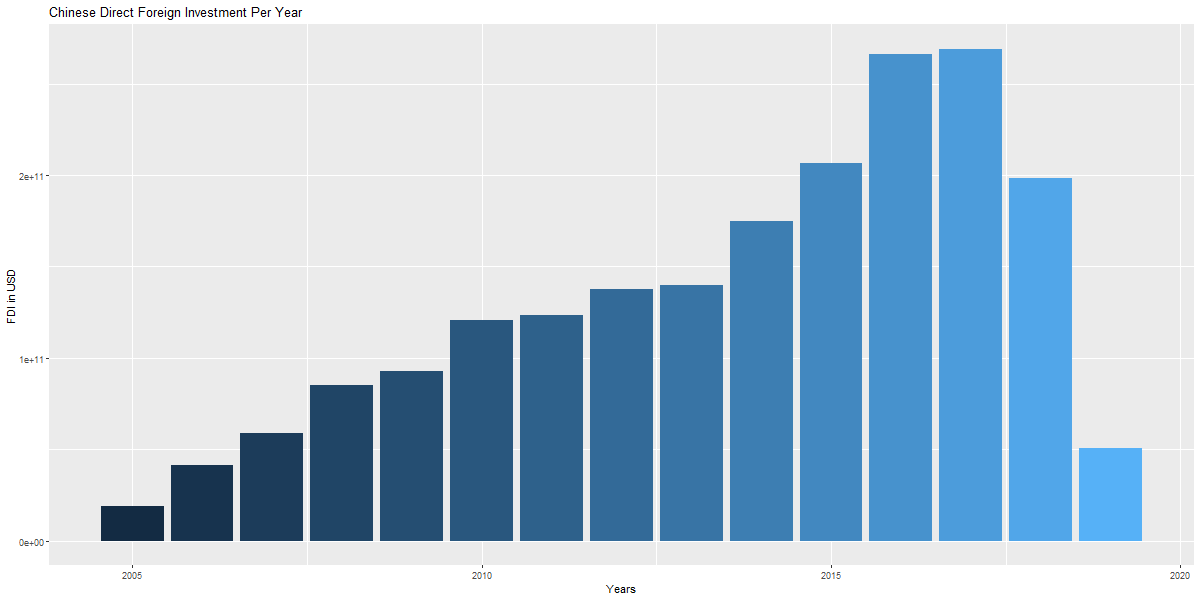 Chinese Direct Foreign Investment Per Year
FDI in USD
2e+11
1e+11
0e+00
2005 2010 2015 2020
Years